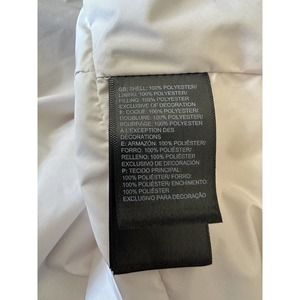 GB: SHELL: 100% POLYESTER/
LINING: 100% POLYESTER/
FILLING: 100% POLYESTER
EXCLUSIVE OF DECORATION
F: COQUE: 100% POLYESTER/
DOUBLURE: 100% POLYESTER/
BOURRAGE: 100% POLYESTER
À L'EXCEPTION DES
DÉCORATIONS
E: ARMAZÓN: 100% POLIÉSTER/
FORRO: 100% POLIÉSTER/
RELLENO: 100% POLIÉSTER
EXCLUSIVO DE DECORACIÓN
P: TECIDO PRINCIPAL:
100% POLIÉSTER/ FORRO:
100% POLIÉSTER/ ENCHIMENTO:
100% POLIÉSTER
EXCLUSIVO PARA DECORAÇÃO